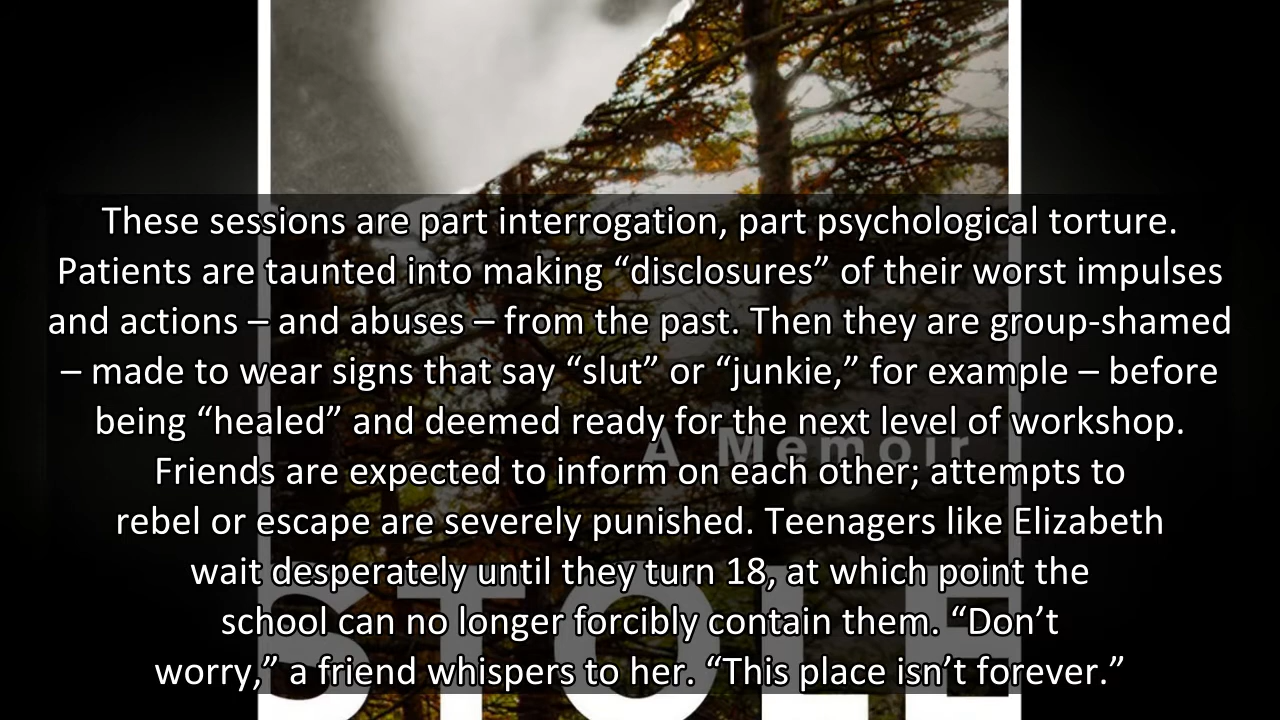 These sessions are part interrogation, part psychological torture.
Patients are taunted into making “disclosures” of their worst impulses
and actions – and abuses – from the past. Then they are group-shamed
– made to wear signs that say “slut” or “junkie,” for example – before
being “healed” and deemed ready for the next level of workshop.
A Memoir
Friends are expected to inform on each other; attempts to
rebel or escape are severely punished. Teenagers like Elizabeth
wait desperately until they turn 18, at which point the
school can no longer forcibly contain them. “Don’t
worry,” a friend whispers to her. “This place isn’t forever.”
STOLE